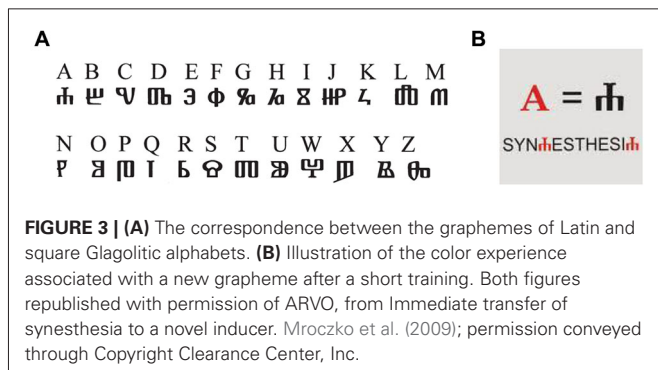 A
A B C D E F G H I J K L M
Ⰰ Ⰱ Ⰴ Ⰵ Ⱇ Ⰳ Ⰽ Ⰾ
N O P Q R S T U W X Y Z
Ⱀ Ⱁ Ⱂ Ⱃ Ⱄ Ⱅ Ⱆ Ⰸ
B
A = Ⰰ
SYNⰀESTHESIⰀ
FIGURE 3 | (A) The correspondence between the graphemes of Latin and
square Glagolitic alphabets. (B) Illustration of the color experience
associated with a new grapheme after a short training. Both figures
republished with permission of ARVO, from Immediate transfer of
synesthesia to a novel inducer. Mroczko et al. (2009); permission conveyed
through Copyright Clearance Center, Inc.